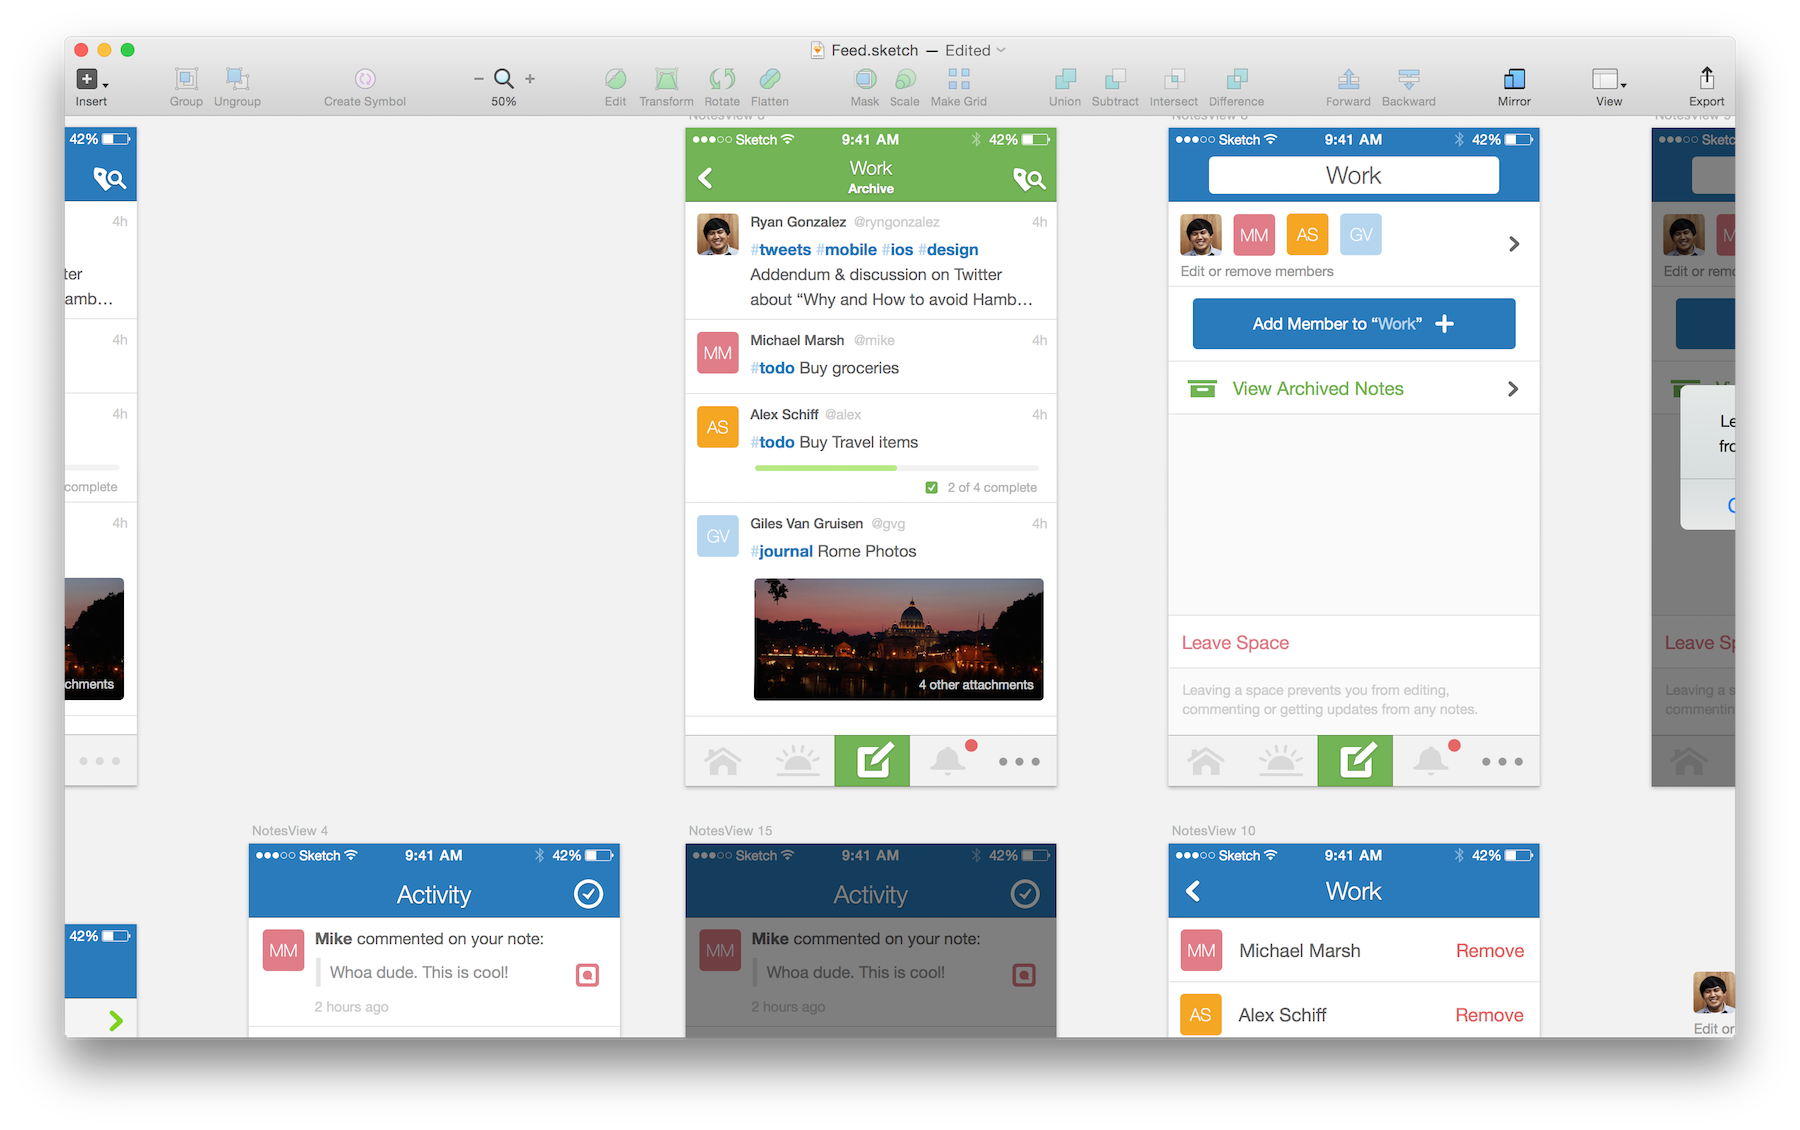 Feed.sketch — Edited
Insert
Group
Ungroup
Create Symbol
50%
Edit
Transform
Rotate
Flatten
Mask
Scale
Make Grid
Union
Subtract
Intersect
Difference
Forward
Backward
Mirror
View
Export
42%
4h
ter
amb...
4h
4h
complete
4h
chments
Sketch 9:41 AM 42%
Work
Archive
Ryan Gonzalez @ryngonzalez 4h
#tweets #mobile #ios #design
Addendum & discussion on Twitter
about “Why and How to avoid Hamb...
MM
Michael Marsh @mike 4h
#todo Buy groceries
AS
Alex Schiff @alex 4h
#todo Buy Travel items
2 of 4 complete
GV
Giles Van Gruisen @gvg 4h
#journal Rome Photos
4 other attachments
Sketch 9:41 AM 42%
Work
MM AS GV
Edit or remove members
Add Member to “Work”
View Archived Notes
Leave Space
Leaving a space prevents you from editing,
commenting or getting updates from any notes.
Sketc
M
Edit or rem
Le
fro
Leave Sp
Leaving a s
commentin
42%
NotesView 4
Sketch 9:41 AM 42%
Activity
MM
Mike commented on your note:
Whoa dude. This is cool!
2 hours ago
NotesView 15
Sketch 9:41 AM 42%
Activity
MM
Mike commented on your note:
Whoa dude. This is cool!
2 hours ago
NotesView 10
Sketch 9:41 AM 42%
Work
MM Michael Marsh Remove
AS Alex Schiff Remove
Edit or